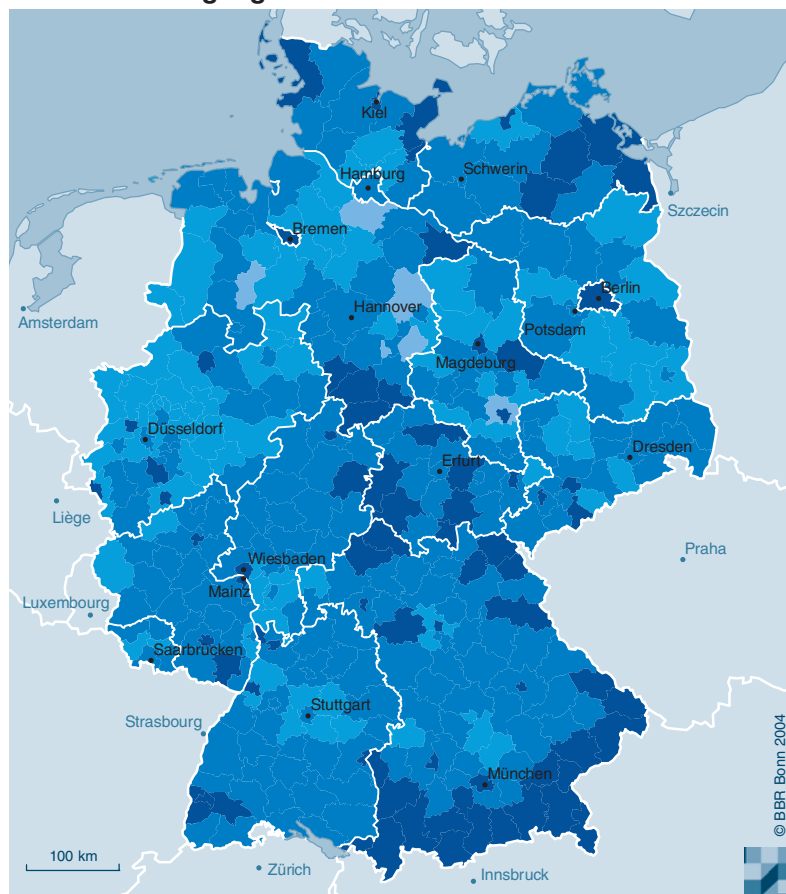 Kiel
Hamburg
Schwerin
Szczecin
Bremen
Berlin
Amsterdam
Hannover
Potsdam
Magdeburg
Düsseldorf
Erfurt
Dresden
Liège
Praha
Wiesbaden
Mainz
Luxembourg
Saarbrücken
Stuttgart
Strasbourg
München
© BBR Bonn 2004
100 km
Zürich
Innsbruck